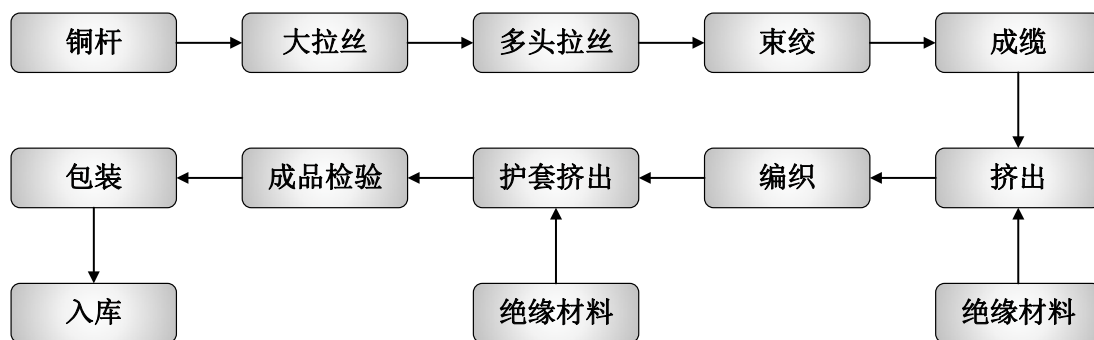 铜杆
大拉丝
多头拉丝
束绞
成缆
包装
成品检验
护套挤出
编织
挤出
入库
绝缘材料
绝缘材料